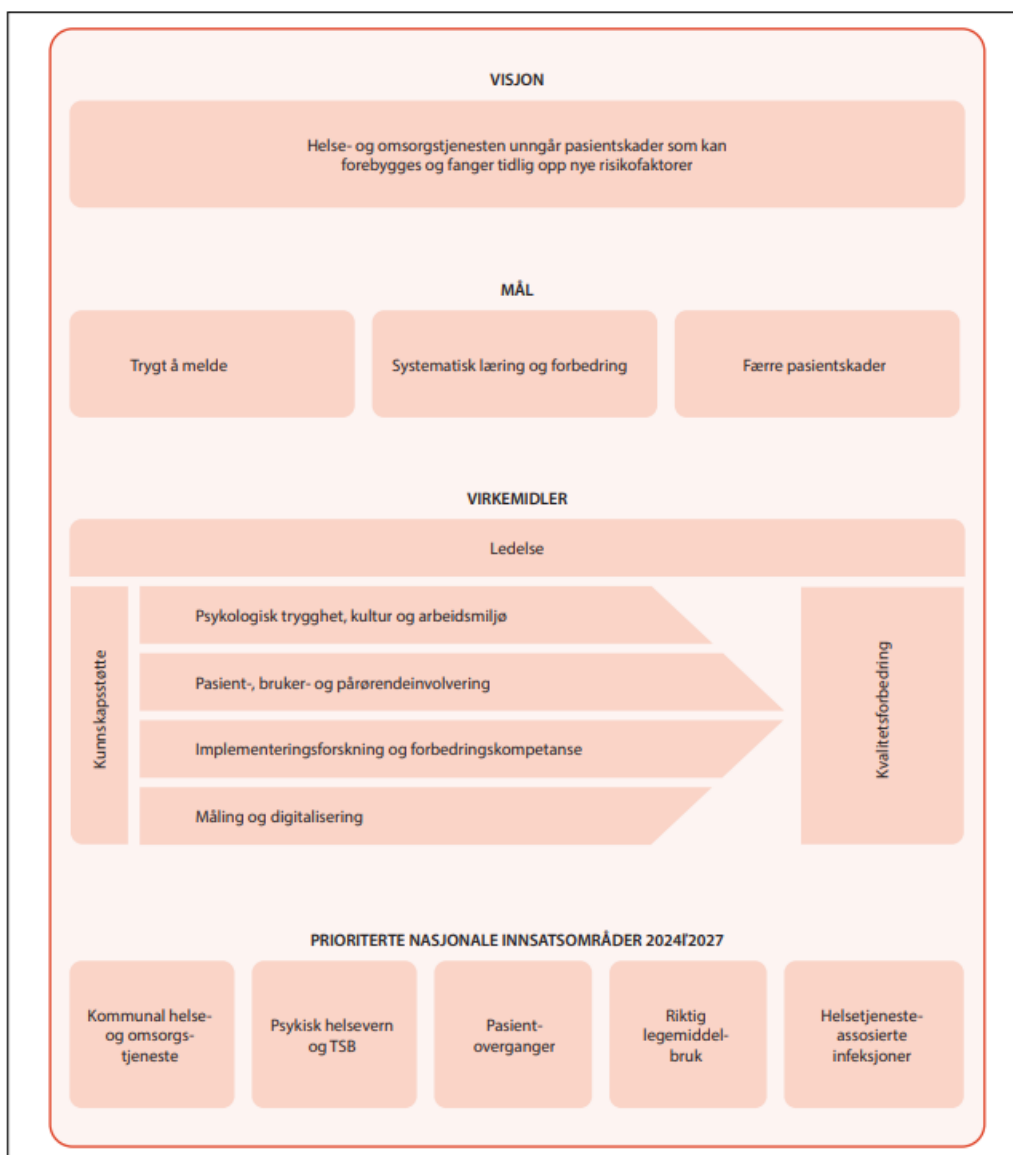 VISJON
Helse- og omsorgstjenesten unngår pasientskader som kan
forebygges og fanger tidlig opp nye risikofaktorer
MÅL
Trygt å melde
Systematisk læring og forbedring
Færre pasientskader
VIRKEMIDLER
Ledelse
Kunnskapsstøtte
Psykologisk trygghet, kultur og arbeidsmiljø
Pasient-, bruker- og pårørendeinvolvering
Implementeringsforskning og forbedringskompetanse
Måling og digitalisering
Kvalitetsforbedring
PRIORITERTE NASJONALE INNSATSOMRÅDER 2024ľ2027
Kommunal helse-
og omsorgs-
tjeneste
Psykisk helsevern
og TSB
Pasient-
overganger
Riktig
legemiddel-
bruk
Helsetjeneste-
assosierte
infeksjoner